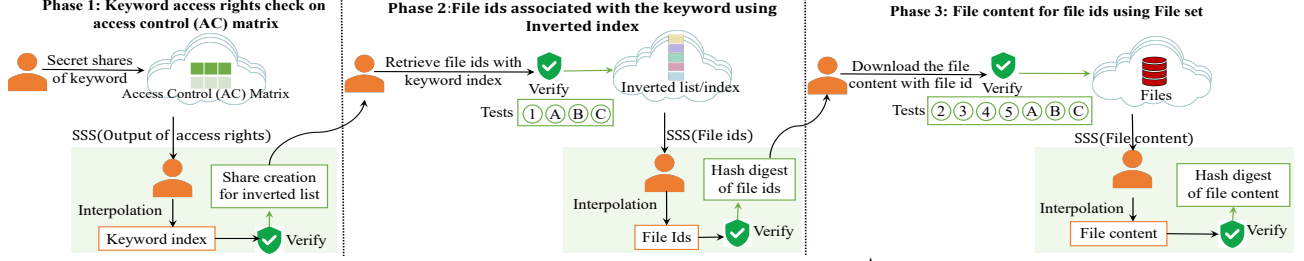 Phase 1: Keyword access rights check on
access control (AC) matrix
Secret shares
of keyword
Access Control (AC) Matrix
SSS(Output of access rights)
Share creation
for inverted list
Interpolation
Keyword index
Verify
Phase 2:File ids associated with the keyword using
Inverted index
Retrieve file ids with
keyword index
Verify
Inverted list/index
Tests
1 A B C
SSS(File ids)
Hash digest
of file ids
Interpolation
File Ids
Verify
Phase 3: File content for file ids using File set
Download the file
content with file id
Verify
Files
Tests
2 3 4 5 A B C
SSS(File content)
Hash digest
of file content
Interpolation
File content
Verify